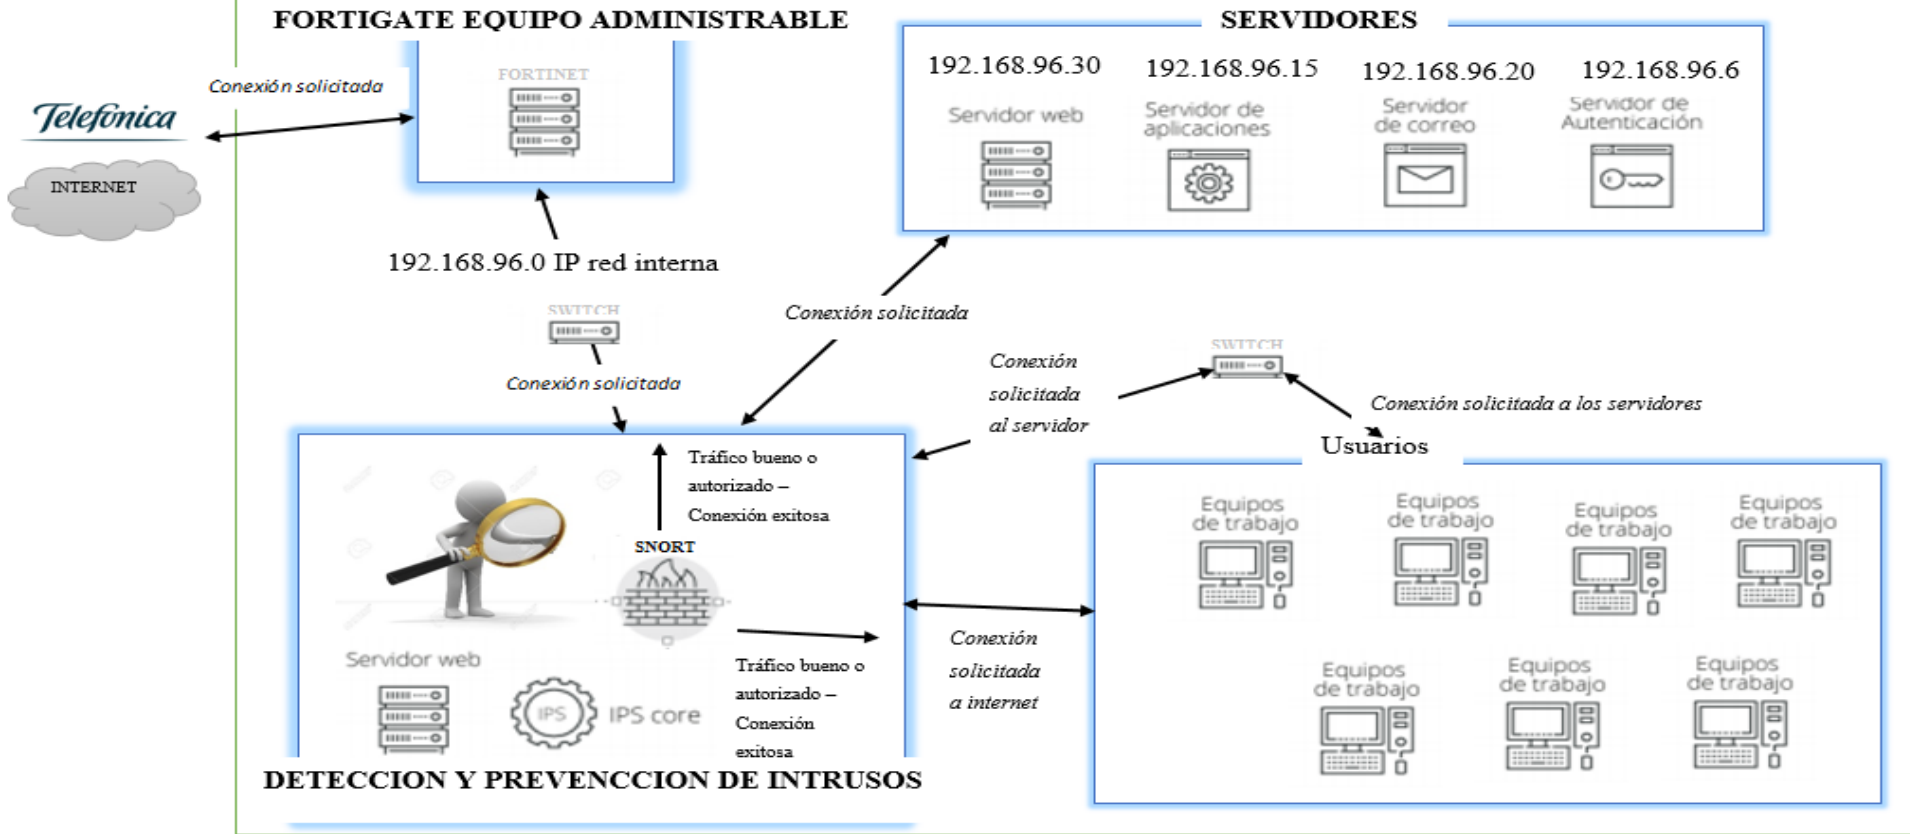 FORTIGATE EQUIPO ADMINISTRABLE
SERVIDORES
Conexión solicitada
Telefónica
INTERNET
FORTINET
192.168.96.30
192.168.96.15
192.168.96.20
192.168.96.6
Servidor web
Servidor de
aplicaciones
Servidor
de correo
Servidor de
Autenticación
192.168.96.0 IP red interna
SWITCH
Conexión solicitada
Conexión solicitada
Conexión
solicitada
al servidor
SWITCH
Conexión solicitada a los servidores
Usuarios
Tráfico bueno o
autorizado –
Conexión exitosa
SNORT
Tráfico bueno o
autorizado –
Conexión
exitosa
Servidor web
IPS
IPS core
DETECCION Y PREVENCCION DE INTRUSOS
Conexión
solicitada
a internet
Equipos
de trabajo
Equipos
de trabajo
Equipos
de trabajo
Equipos
de trabajo
Equipos
de trabajo
Equipos
de trabajo
Equipos
de trabajo